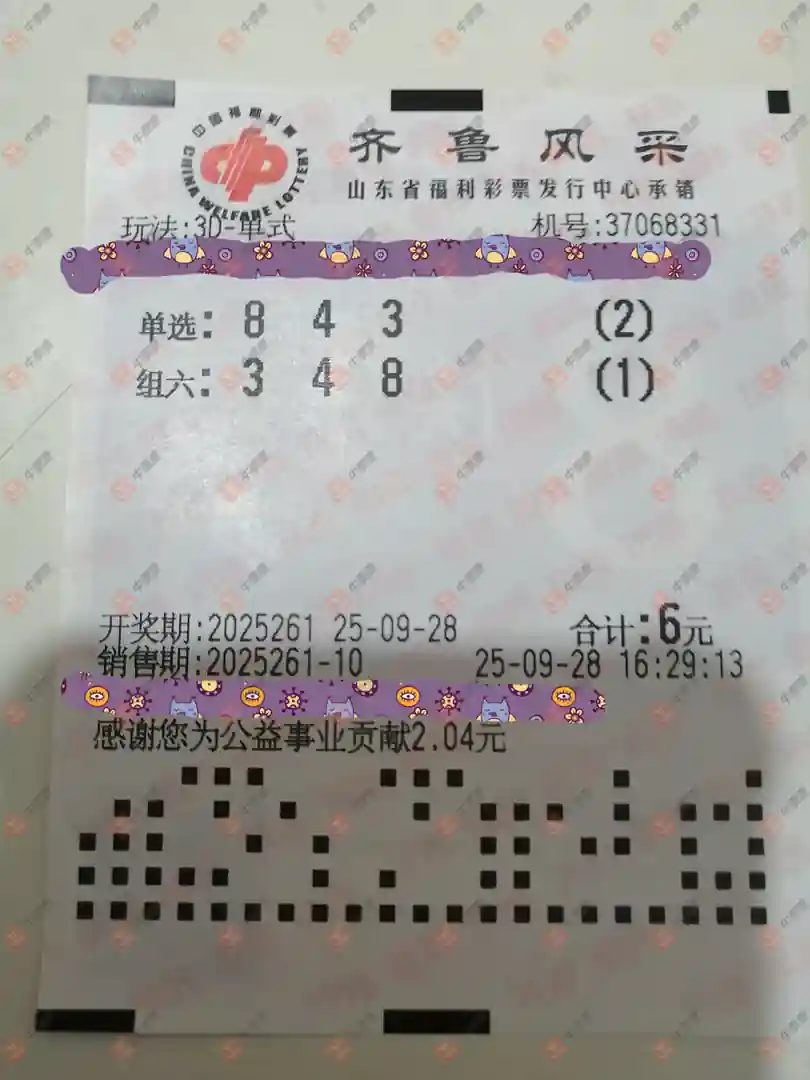 中国福利彩票
CHINA WELFARE LOTTERY
齐鲁风采
山东省福利彩票发行中心承销
玩法:3D-单式 机号:37068331
单选: 8 4 3 (2)
组六: 3 4 8 (1)
开奖期:2025261 25-09-28 合计:6元
销售期:2025261-10 25-09-28 16:29:13
感谢您为公益事业贡献2.04元